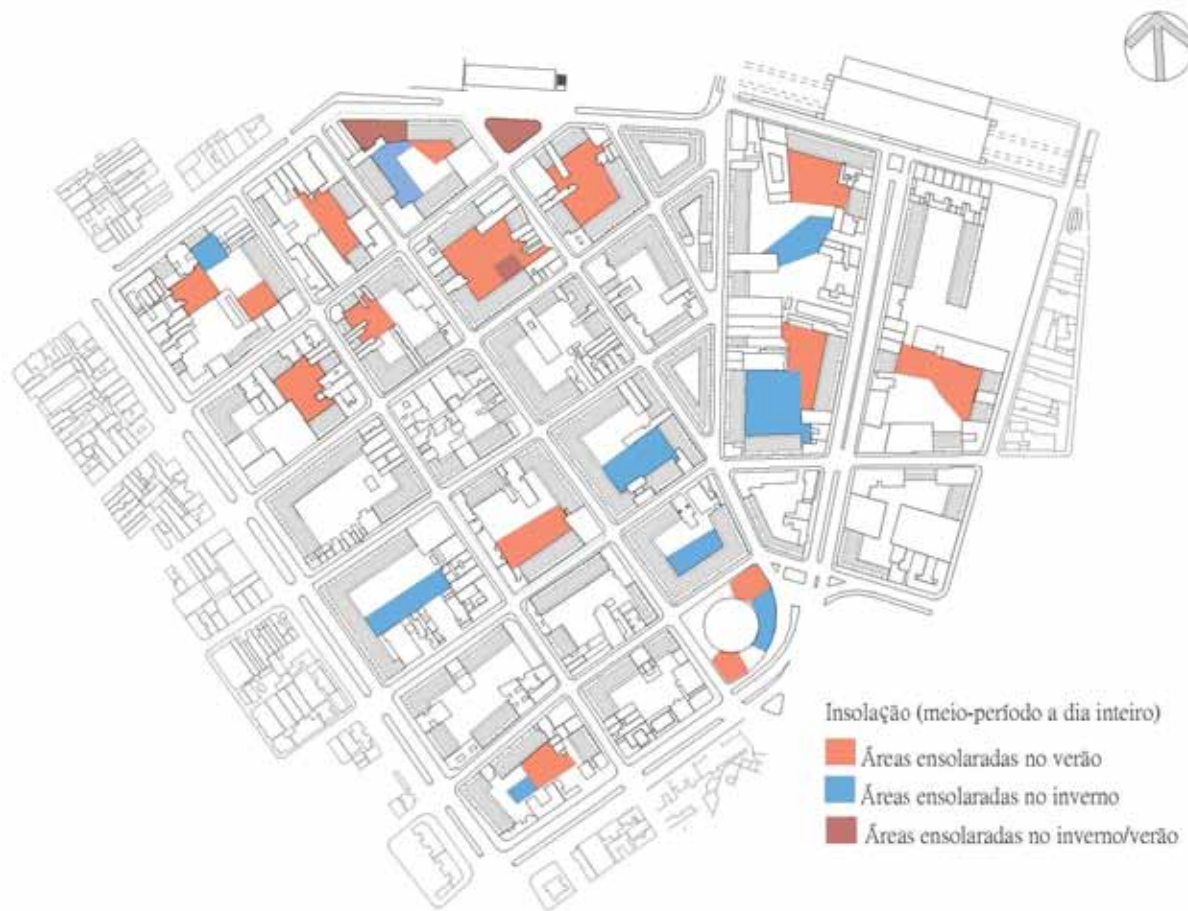 Insolação (meio-período a dia inteiro)
Áreas ensolaradas no verão
Áreas ensolaradas no inverno
Áreas ensolaradas no inverno/verão